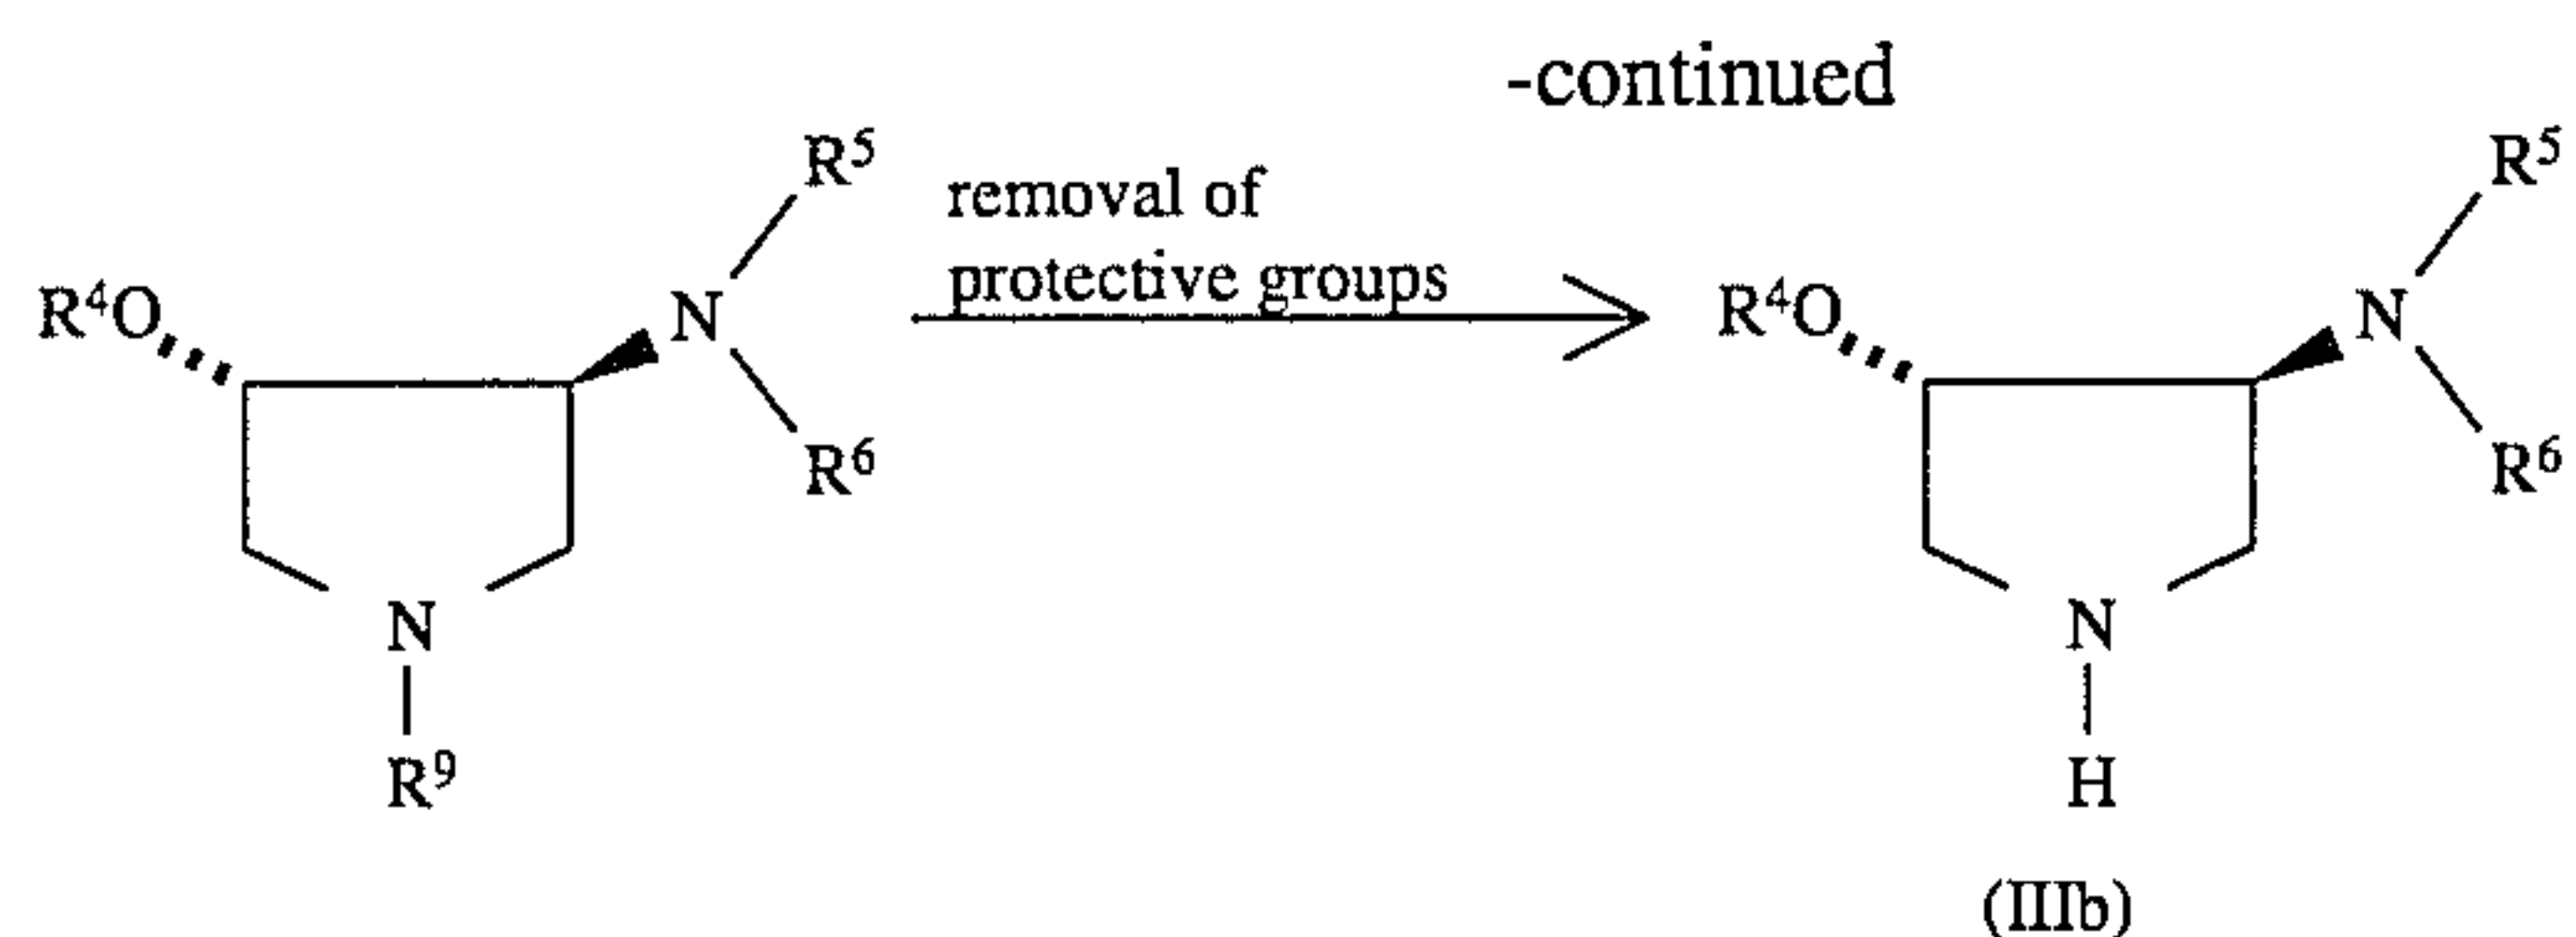 -continued
R⁵
removal of
protective groups
R⁴O
N
R⁶
N
R⁹
R⁵
R⁴O
N
R⁶
N
H
(IIIb)